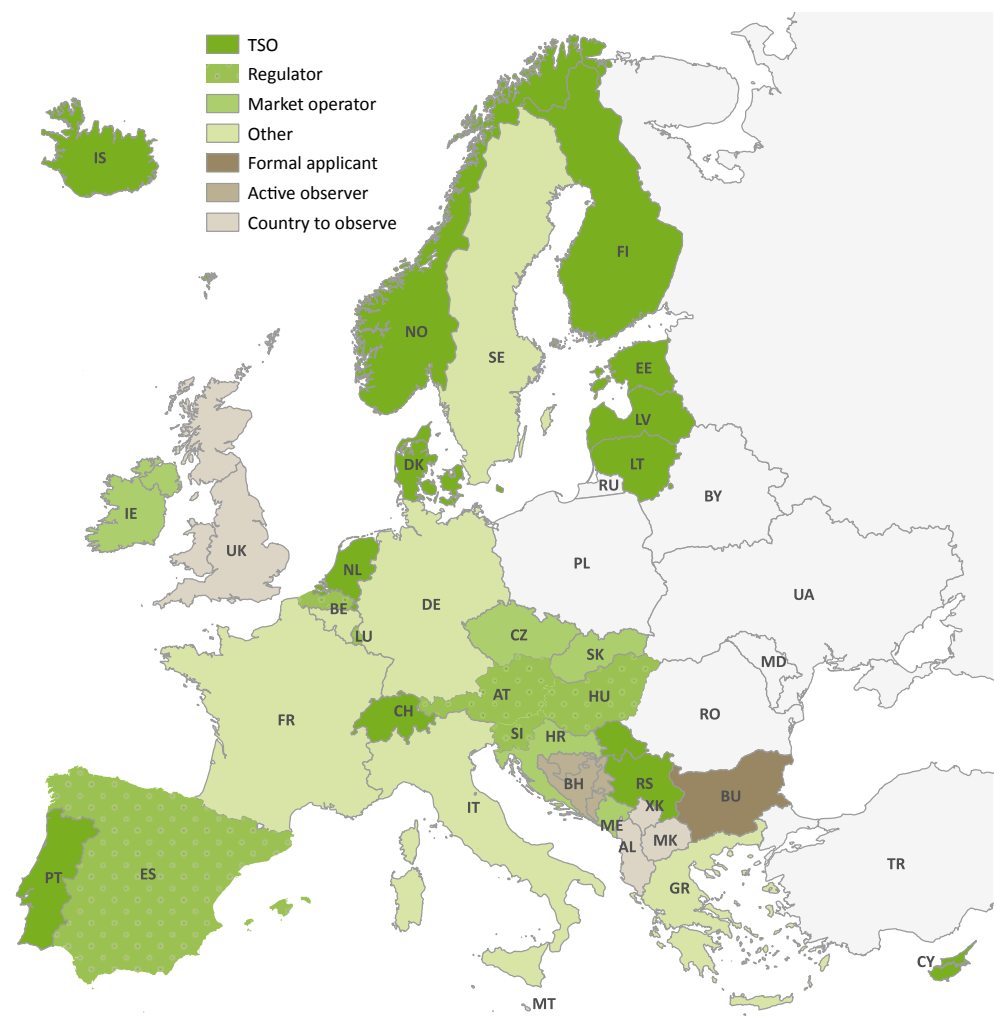 TSO
Regulator
Market operator
Other
Formal applicant
Active observer
Country to observe
IS
FI
NO
SE
EE
LV
DK
LT
RU
BY
IE
UK
NL
PL
UA
BE
DE
LU
CZ
SK
MD
AT
HU
CH
FR
RO
SI
HR
BH
RS
BU
IT
XK
ME
MK
AL
TR
PT
ES
GR
CY
MT